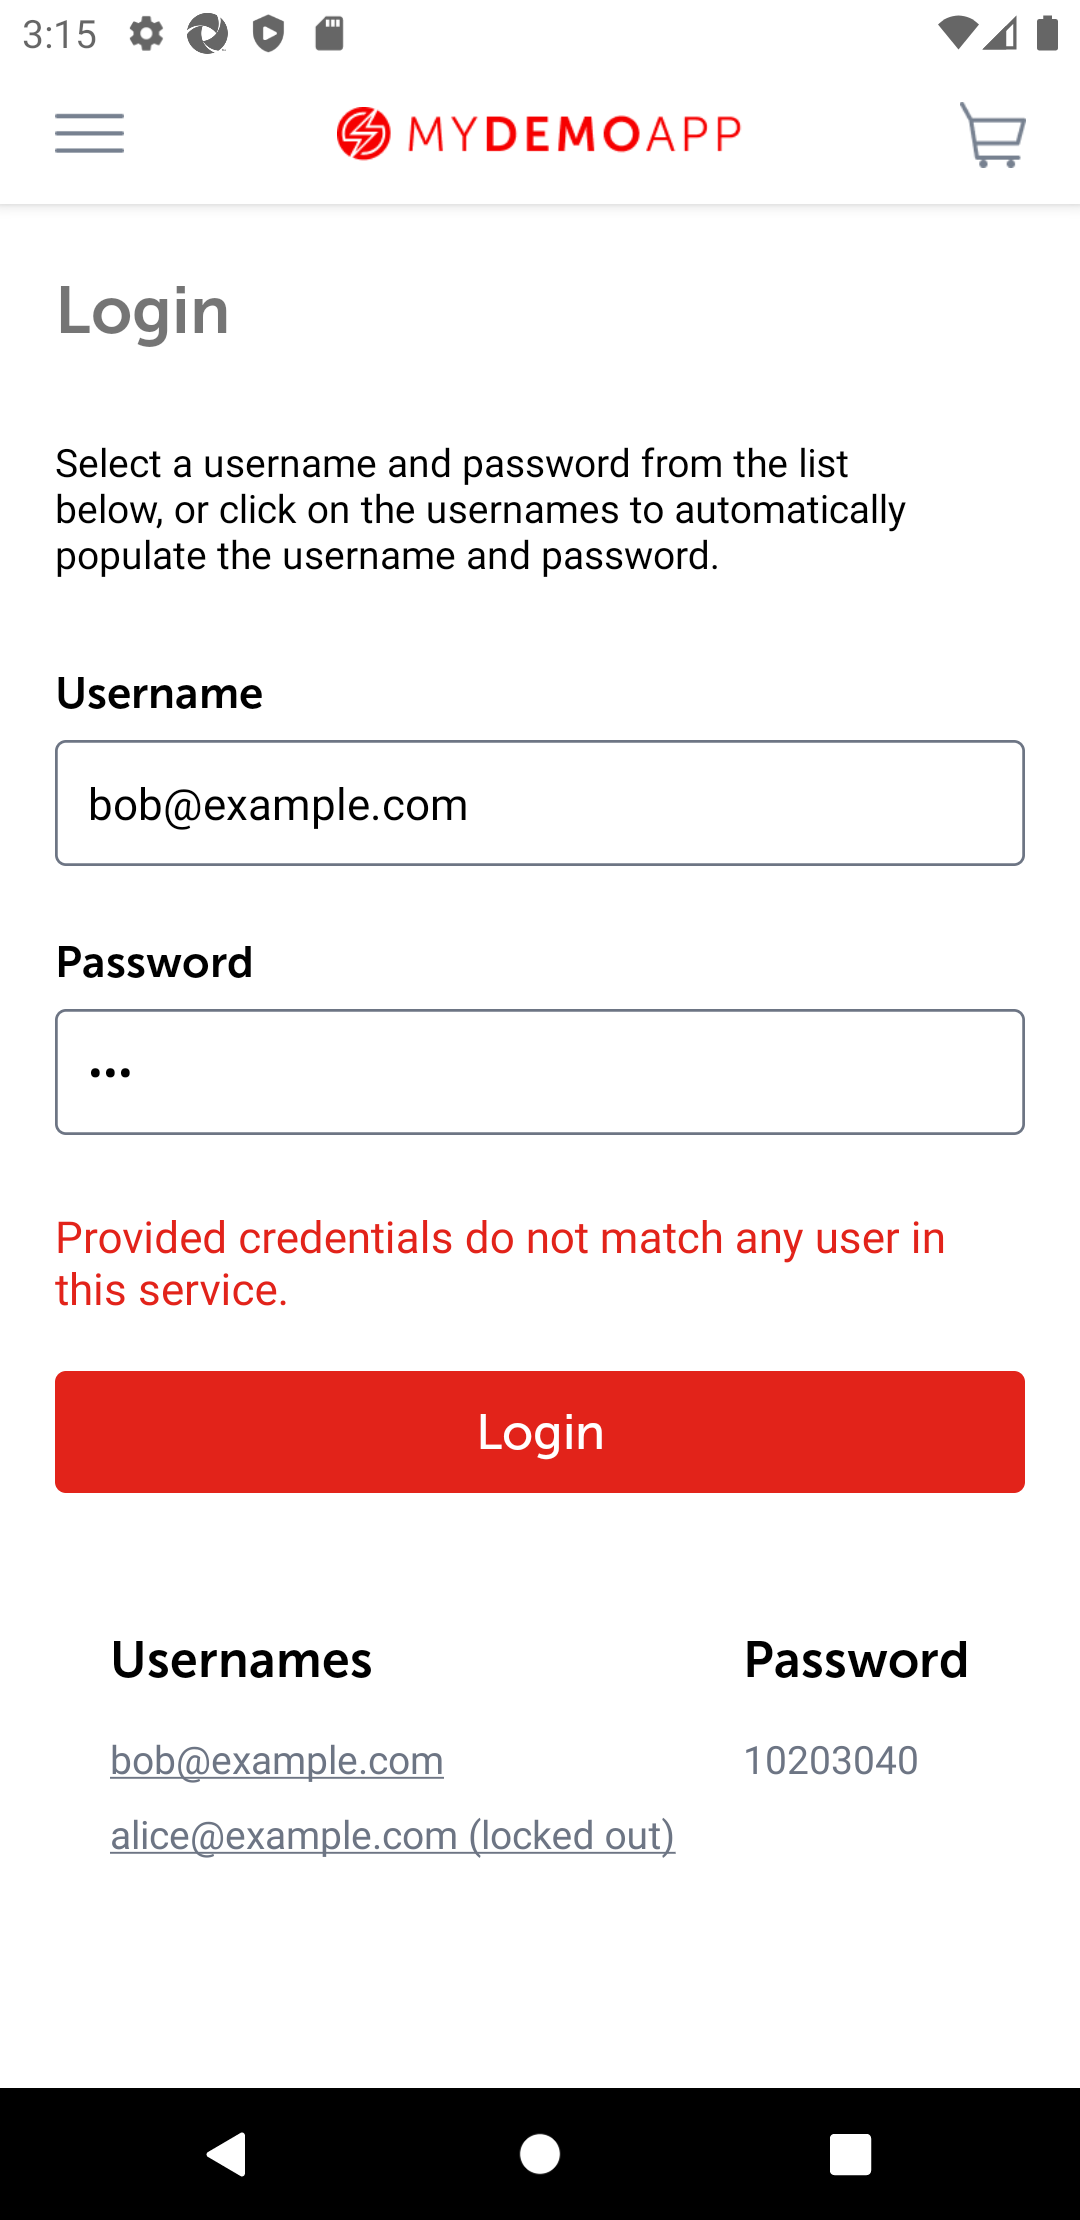 3:15
MYDEMOAPP
Login
Select a username and password from the list
below, or click on the usernames to automatically
populate the username and password.
Username
bob@example.com
Password
•••
Provided credentials do not match any user in
this service.
Login
Usernames Password
bob@example.com 10203040
alice@example.com (locked out)